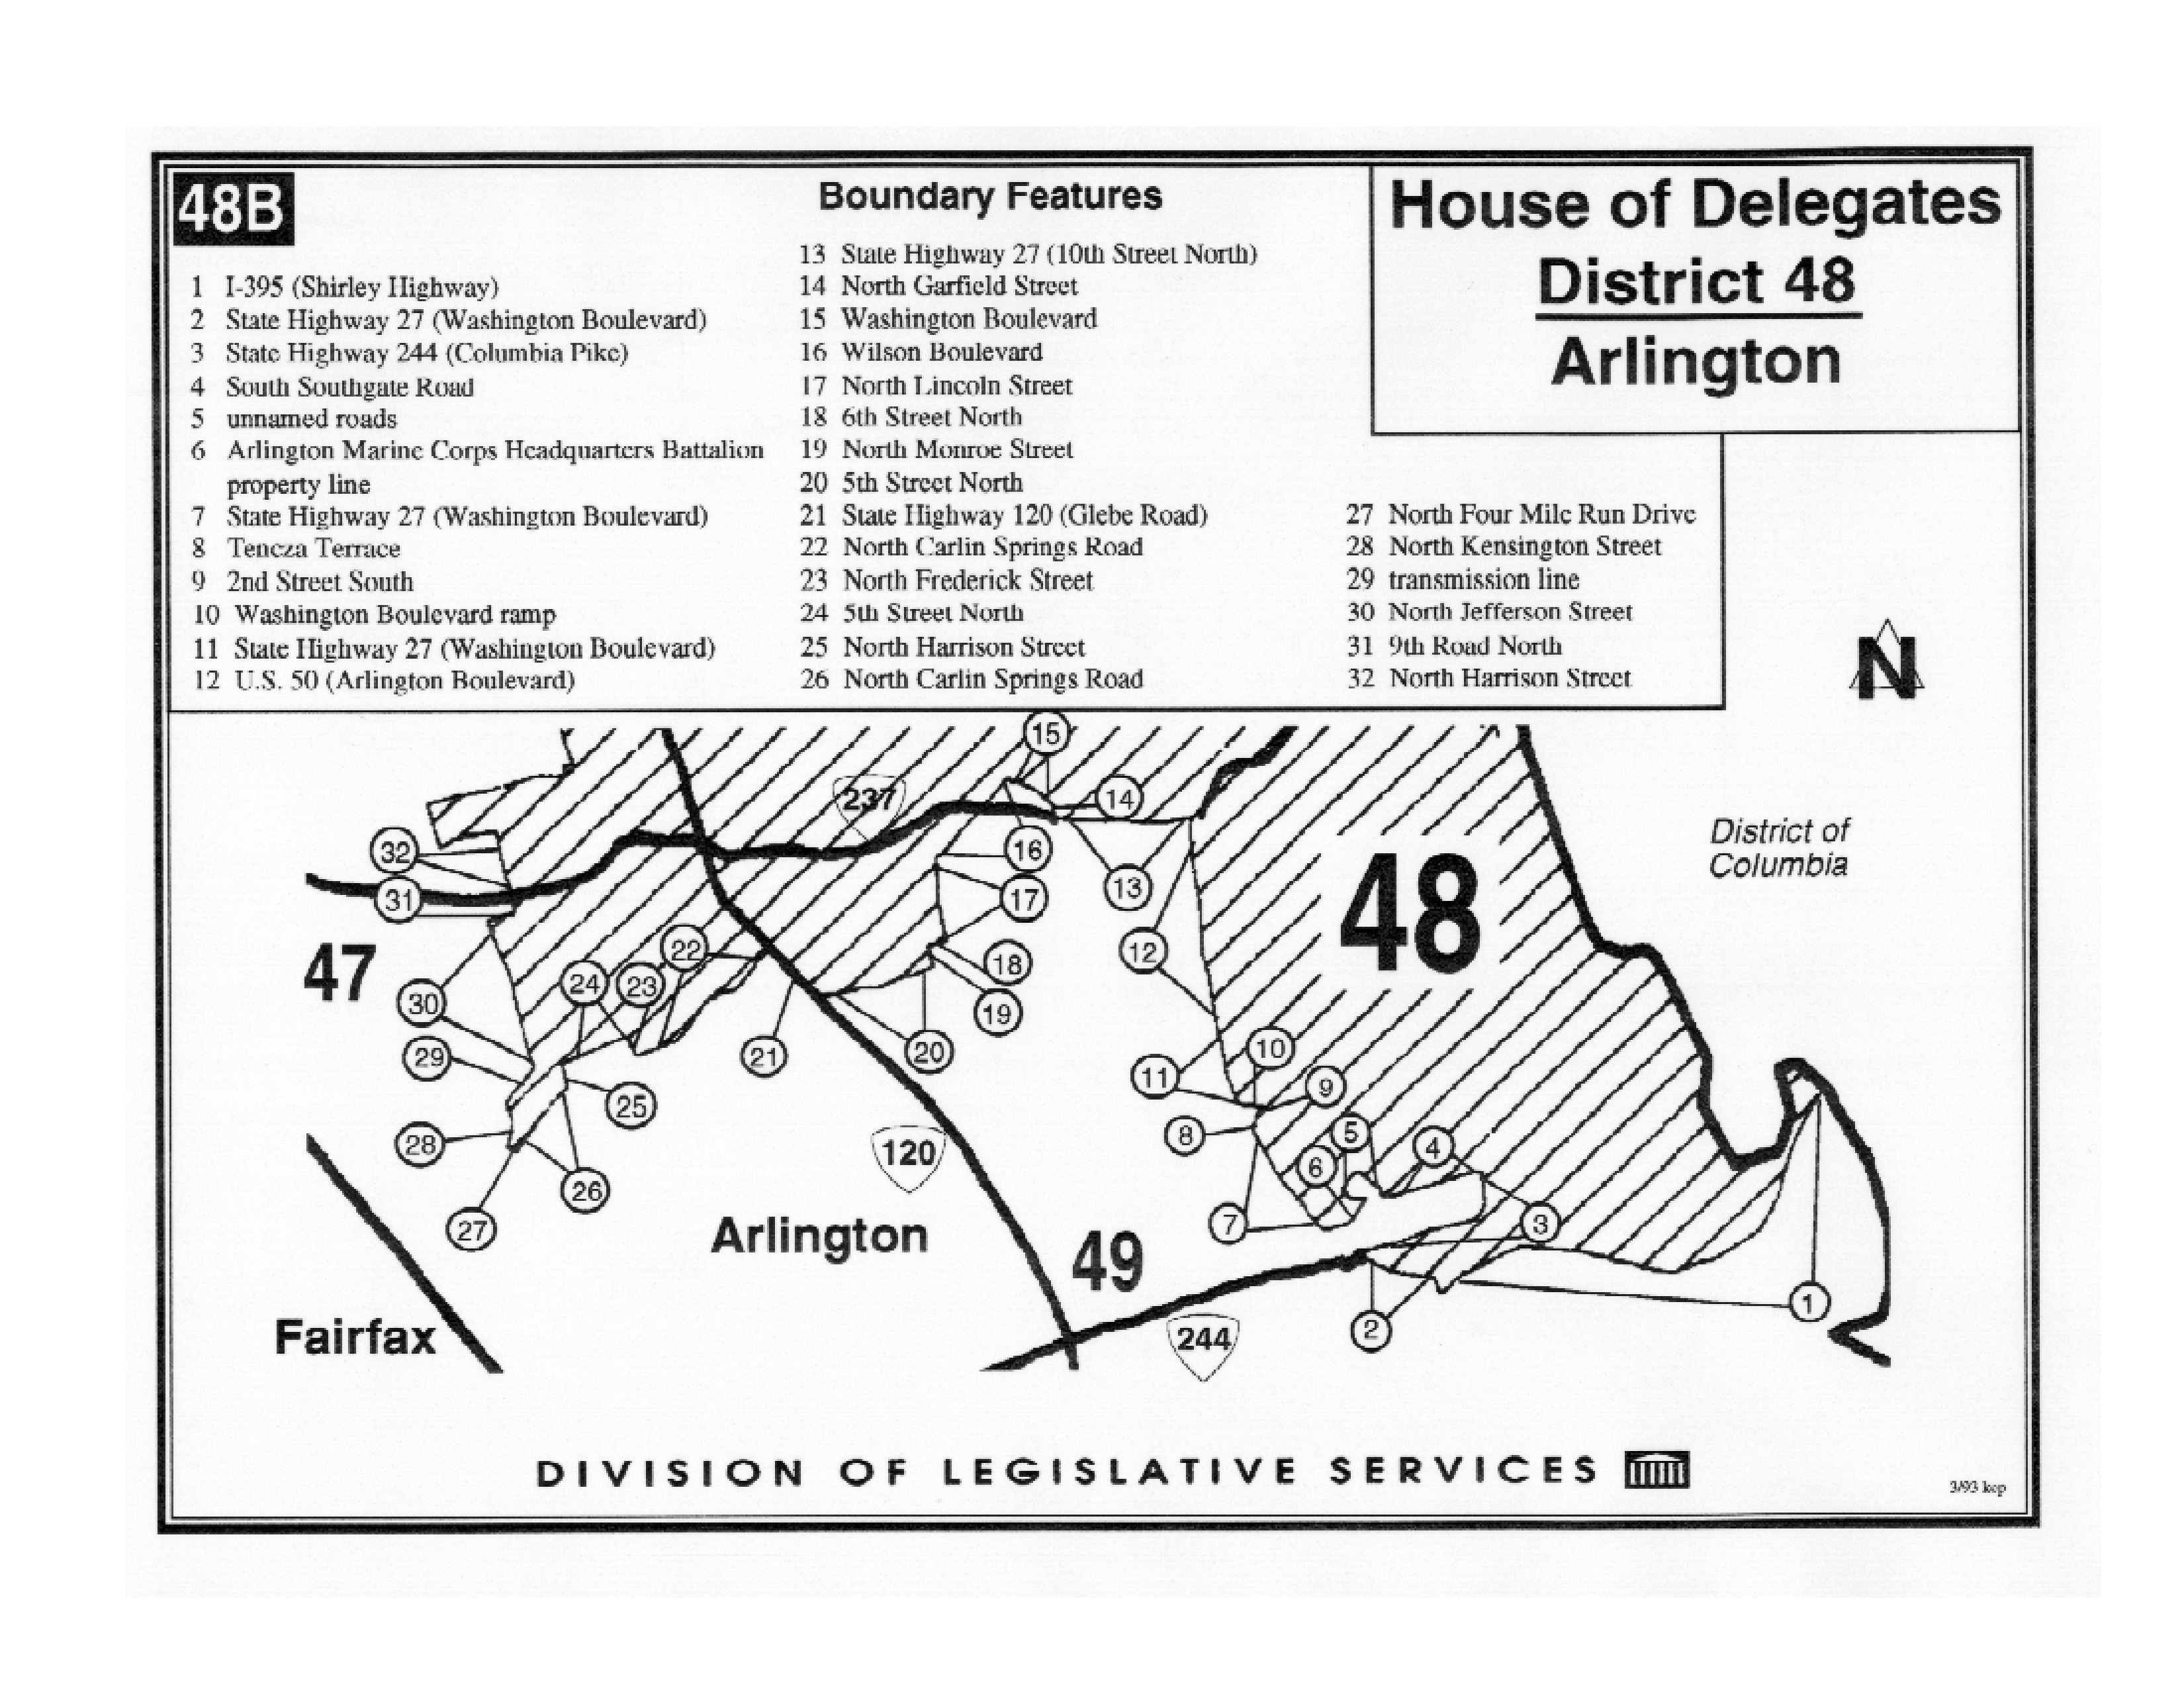 48B
Boundary Features
House of Delegates
District 48
Arlington
1 I-395 (Shirley Highway)
2 State Highway 27 (Washington Boulevard)
3 State Highway 244 (Columbia Pike)
4 South Southgate Road
5 unnamed roads
6 Arlington Marine Corps Headquarters Battalion
property line
7 State Highway 27 (Washington Boulevard)
8 Tencza Terrace
9 2nd Street South
10 Washington Boulevard ramp
11 State Highway 27 (Washington Boulevard)
12 U.S. 50 (Arlington Boulevard)
13 State Highway 27 (10th Street North)
14 North Garfield Street
15 Washington Boulevard
16 Wilson Boulevard
17 North Lincoln Street
18 6th Street North
19 North Monroe Street
20 5th Street North
21 State Highway 120 (Glebe Road)
22 North Carlin Springs Road
23 North Frederick Street
24 5th Street North
25 North Harrison Street
26 North Carlin Springs Road
27 North Four Mile Run Drive
28 North Kensington Street
29 transmission line
30 North Jefferson Street
31 9th Road North
32 North Harrison Street
N
15
237
14
District of
Columbia
32
16
48
31
13
17
47
22
12
18
24
23
30
19
10
29
21
20
11
9
25
5
8
28
4
120
6
26
27
7
3
Arlington
49
1
2
Fairfax
244
DIVISION OF LEGISLATIVE SERVICES
3/93 kcp